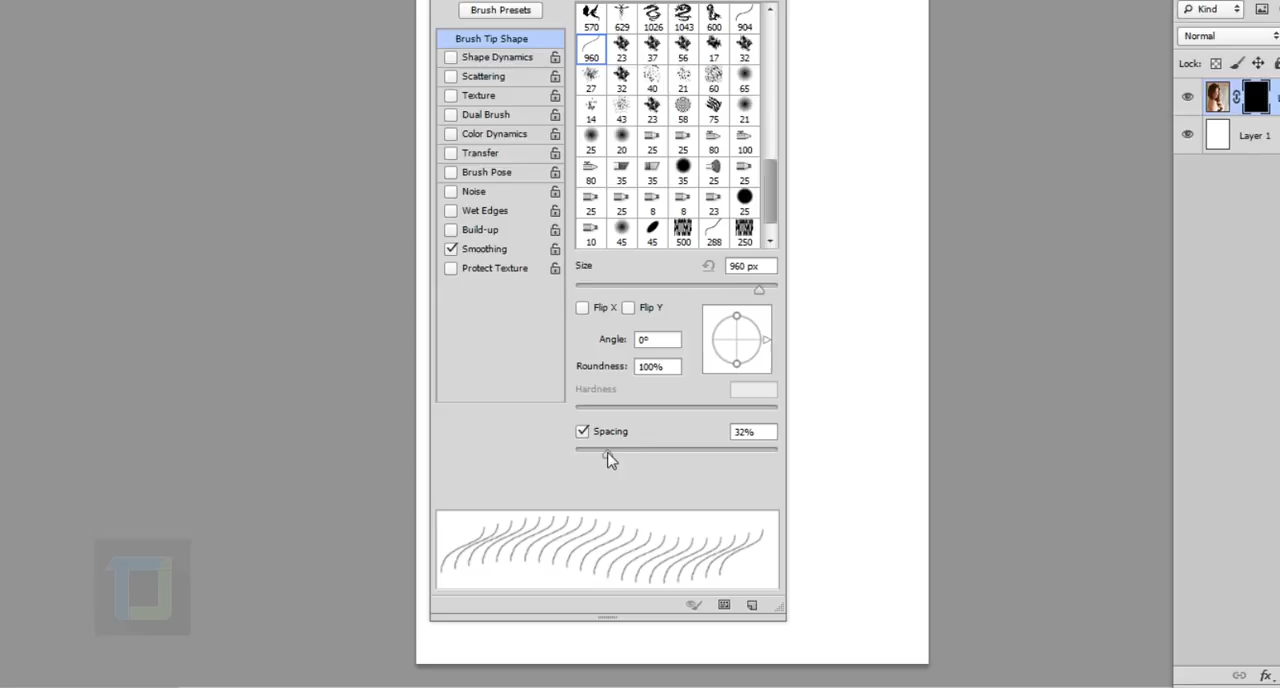 Brush Presets
570 629 1026 1043 600 904
Kind
Normal
Brush Tip Shape
960 23 37 56 17 32
Shape Dynamics
Lock:
Scattering
27 32 40 21 60 65
Texture
14 43 23 58 75 21
Dual Brush
Color Dynamics
25 20 25 25 80 100
Layer 1
Transfer
80 35 35 35 25 25
Brush Pose
Noise
25 25 8 8 23 25
Wet Edges
Build-up
10 45 45 500 288 250
Smoothing
Protect Texture
Size 960 px
Flip X Flip Y
Angle: 0°
Roundness: 100%
Hardness
Spacing 32%
fx